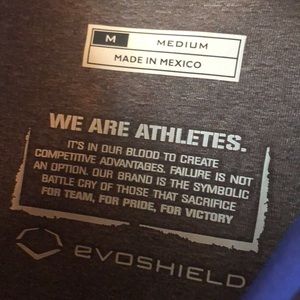 M MEDIUM
MADE IN MEXICO
WE ARE ATHLETES.
IT'S IN OUR BLOOD TO CREATE
COMPETITIVE ADVANTAGES. FAILURE IS NOT
AN OPTION. OUR BRAND IS THE SYMBOLIC
BATTLE CRY OF THOSE THAT SACRIFICE
FOR TEAM, FOR PRIDE, FOR VICTORY
EVOSHIELD